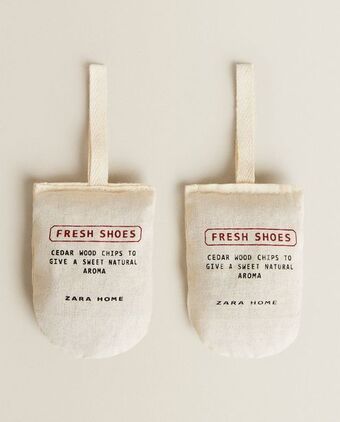 FRESH SHOES
CEDAR WOOD CHIPS TO
GIVE A SWEET NATURAL
AROMA
ZARA HOME
FRESH SHOES
CEDAR WOOD CHIPS TO
GIVE A SWEET NATURAL
AROMA
ZARA HOME